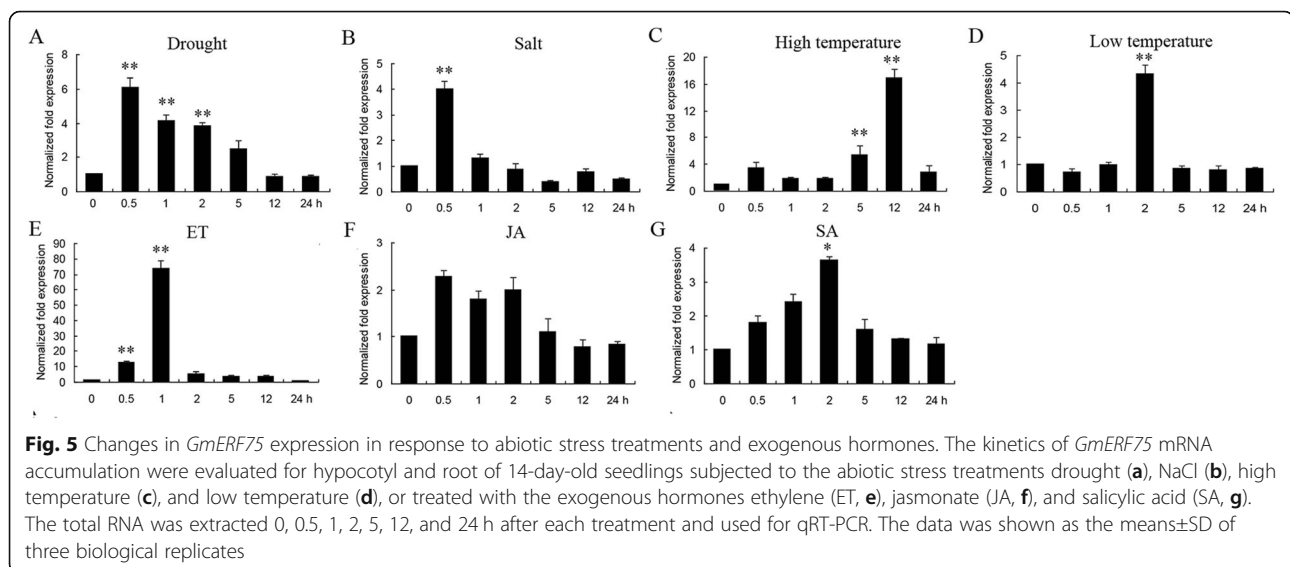 A Drought
B Salt
C High temperature
D Low temperature
Normalized fold expression
8
6
4
2
0
** ** **
0 0.5 1 2 5 12 24 h
Normalized fold expression
5
4
3
2
1
0
**
0 0.5 1 2 5 12 24 h
Normalized fold expression
20
16
12
8
4
0
** **
0 0.5 1 2 5 12 24 h
Normalized fold expression
5
4
3
2
1
0
**
0 0.5 1 2 5 12 24 h
E ET
F JA
G SA
Normalized fold expression
90
80
70
60
50
40
30
20
10
0
** **
0 0.5 1 2 5 12 24 h
Normalized fold expression
3
2
1
0
0 0.5 1 2 5 12 24 h
Normalized fold expression
4
3
2
1
0
*
0 0.5 1 2 5 12 24 h
Fig. 5 Changes in GmERF75 expression in response to abiotic stress treatments and exogenous hormones. The kinetics of GmERF75 mRNA
accumulation were evaluated for hypocotyl and root of 14-day-old seedlings subjected to the abiotic stress treatments drought (a), NaCl (b), high
temperature (c), and low temperature (d), or treated with the exogenous hormones ethylene (ET, e), jasmonate (JA, f), and salicylic acid (SA, g).
The total RNA was extracted 0, 0.5, 1, 2, 5, 12, and 24 h after each treatment and used for qRT-PCR. The data was shown as the means±SD of
three biological replicates